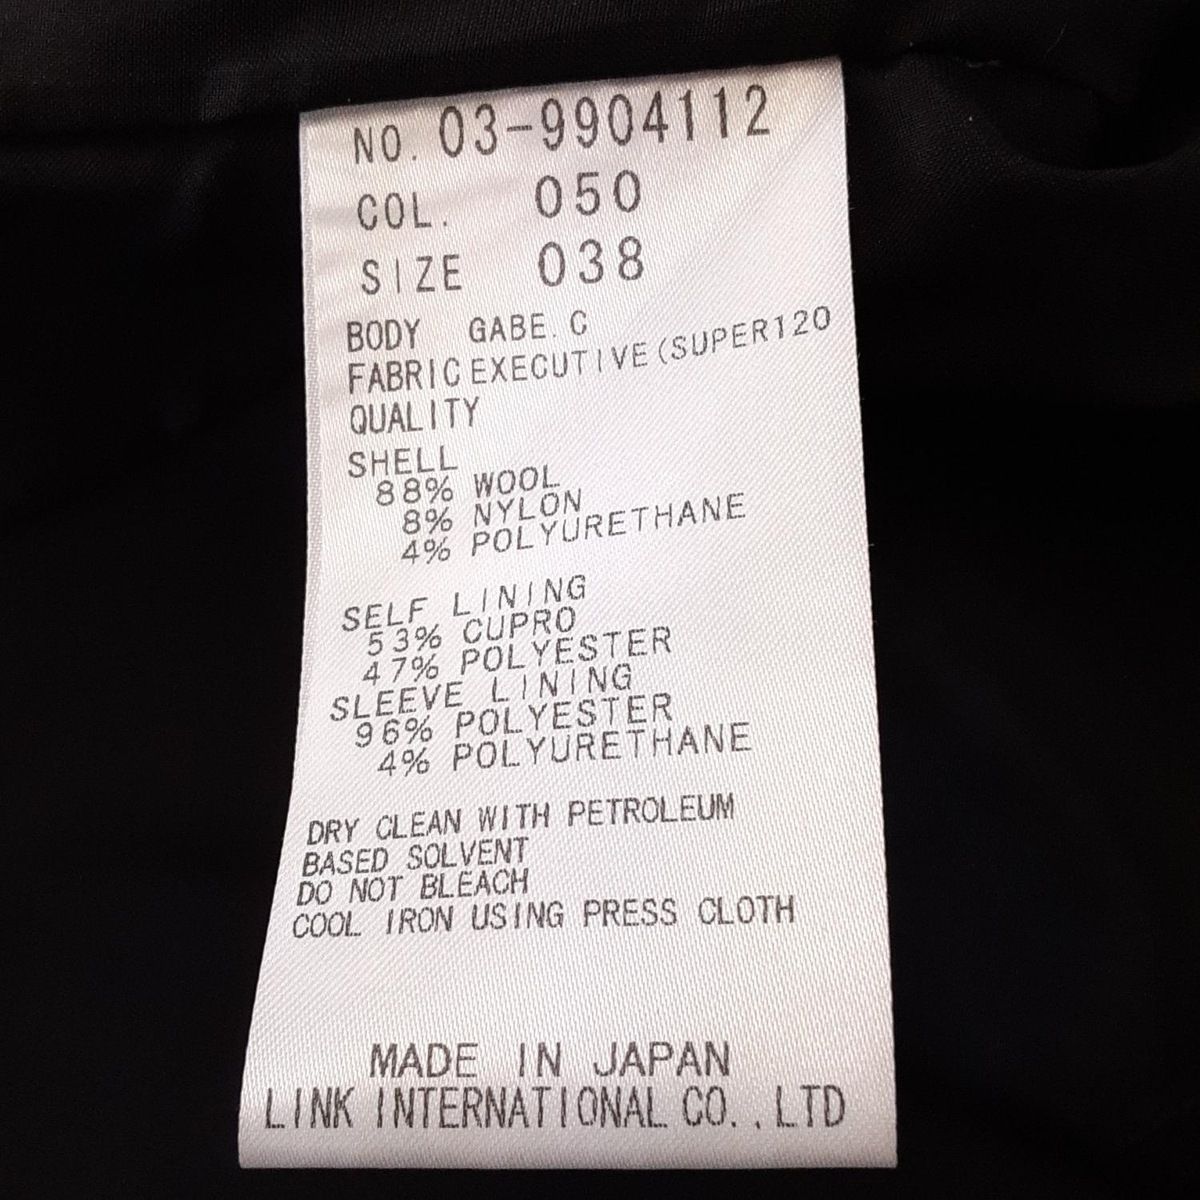 NO. 03-9904112
COL. 050
SIZE 038
BODY GABE. C
FABRIC EXECUTIVE (SUPER120
QUALITY
SHELL
88% WOOL
8% NYLON
4% POLYURETHANE
SELF LINING
53% CUPRO
47% POLYESTER
SLEEVE LINING
96% POLYESTER
4% POLYURETHANE
DRY CLEAN WITH PETROLEUM
BASED SOLVENT
DO NOT BLEACH
COOL IRON USING PRESS CLOTH
MADE IN JAPAN
LINK INTERNATIONAL CO., LTD